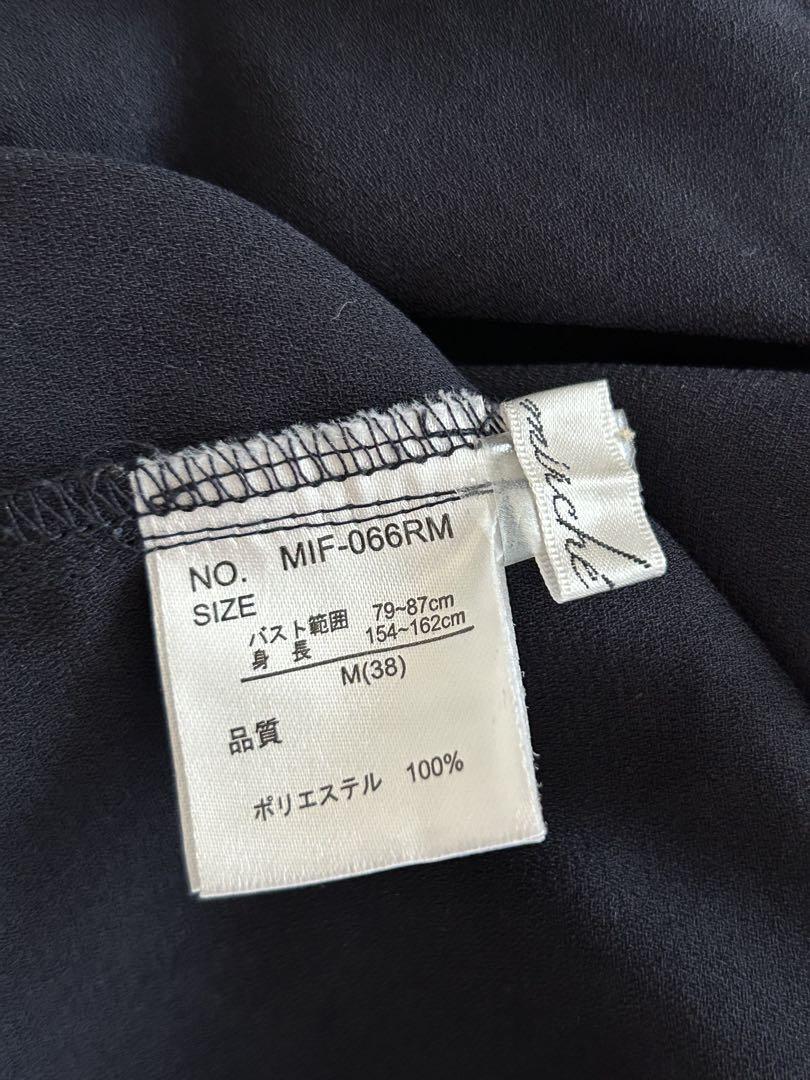 NO. MIF-066RM
SIZE
バスト範囲 79~87cm
身長 154~162cm
M(38)
品質
ポリエステル 100%